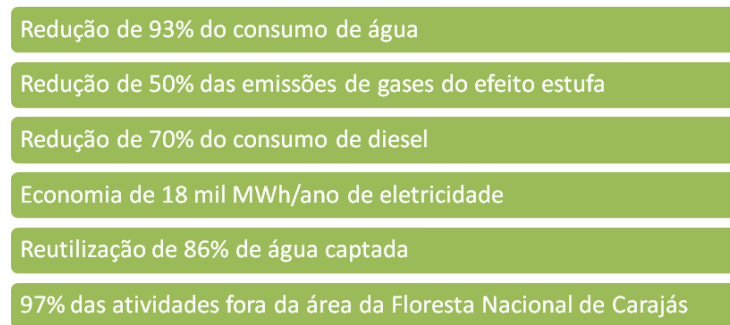 Redução de 93% do consumo de água
Redução de 50% das emissões de gases do efeito estufa
Redução de 70% do consumo de diesel
Economia de 18 mil MWh/ano de eletricidade
Reutilização de 86% de água captada
97% das atividades fora da área da Floresta Nacional de Carajás